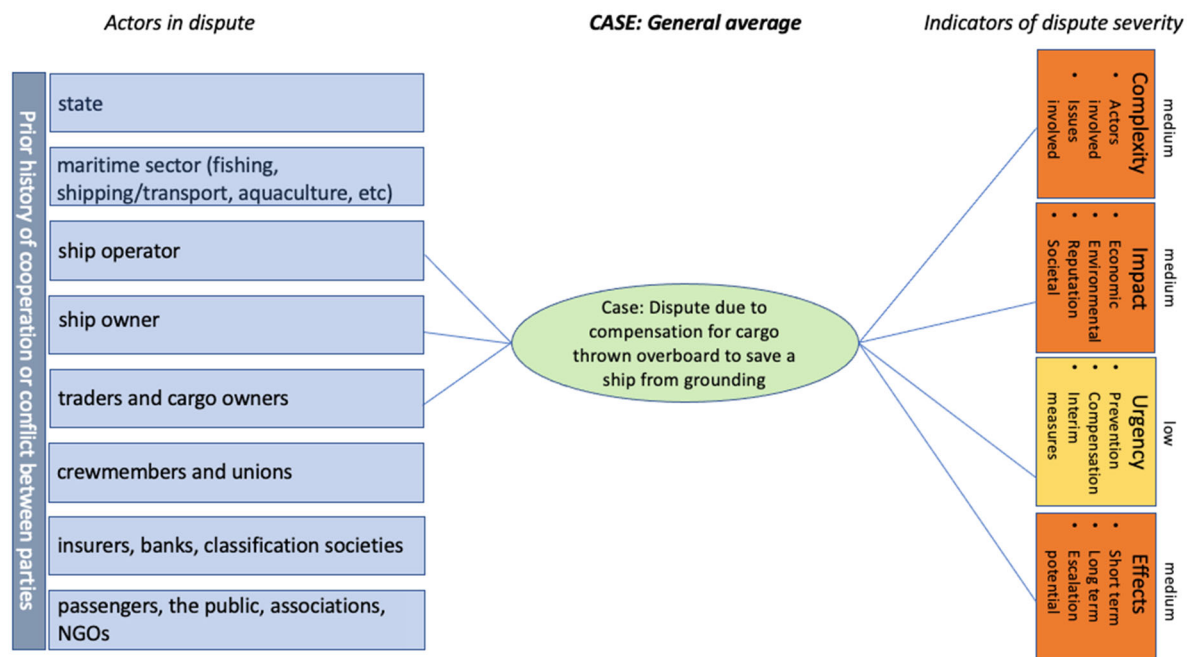 Actors in dispute
CASE: General average
Indicators of dispute severity
Prior history of cooperation or conflict between parties
state
maritime sector (fishing,
shipping/transport, aquaculture, etc)
ship operator
ship owner
traders and cargo owners
crewmembers and unions
insurers, banks, classification societies
passengers, the public, associations,
NGOs
Case: Dispute due to
compensation for cargo
thrown overboard to save a
ship from grounding
medium
Complexity
• Actors
involved
• Issues
involved
medium
Impact
• Economic
• Environmental
• Reputation
• Societal
low
Urgency
• Prevention
• Compensation
• Interim
measures
medium
Effects
• Short term
• Long term
• Escalation
potential